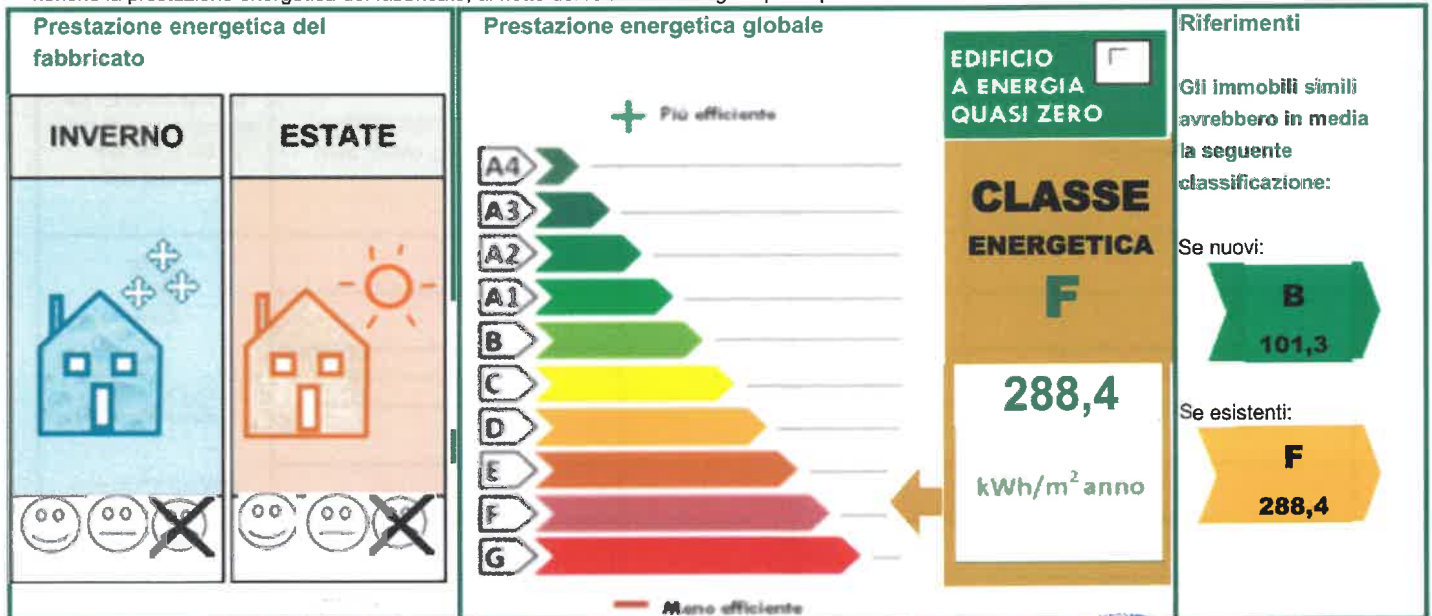 Prestazione energetica del
fabbricato
INVERNO
ESTATE
Prestazione energetica globale
Più efficiente
A4
A3
A2
A1
B
C
D
E
F
G
Meno efficiente
EDIFICIO
A ENERGIA
QUASI ZERO
CLASSE
ENERGETICA
F
288,4
kWh/m² anno
Riferimenti
Gli immobili simili
avrebbero in media
la seguente
classificazione:
Se nuovi:
B
101,3
Se esistenti:
F
288,4